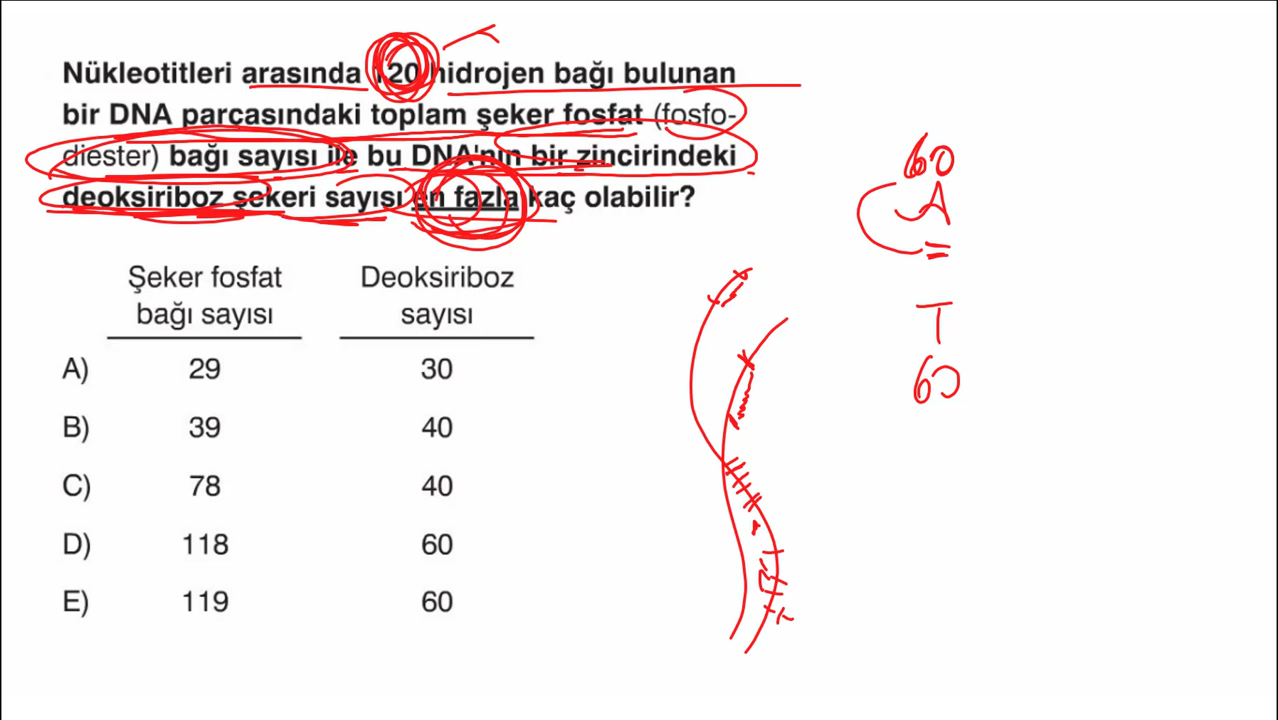 Nükleotitleri arasında 120 hidrojen bağı bulunan
bir DNA parçasındaki toplam şeker fosfat (fosfo-
diester) bağı sayısı ile bu DNA'nın bir zincirindeki
deoksiriboz şekeri sayısı en fazla kaç olabilir?
Şeker fosfat bağı sayısı Deoksiriboz sayısı
A) 29 30
B) 39 40
C) 78 40
D) 118 60
E) 119 60
60
A
=
T
60